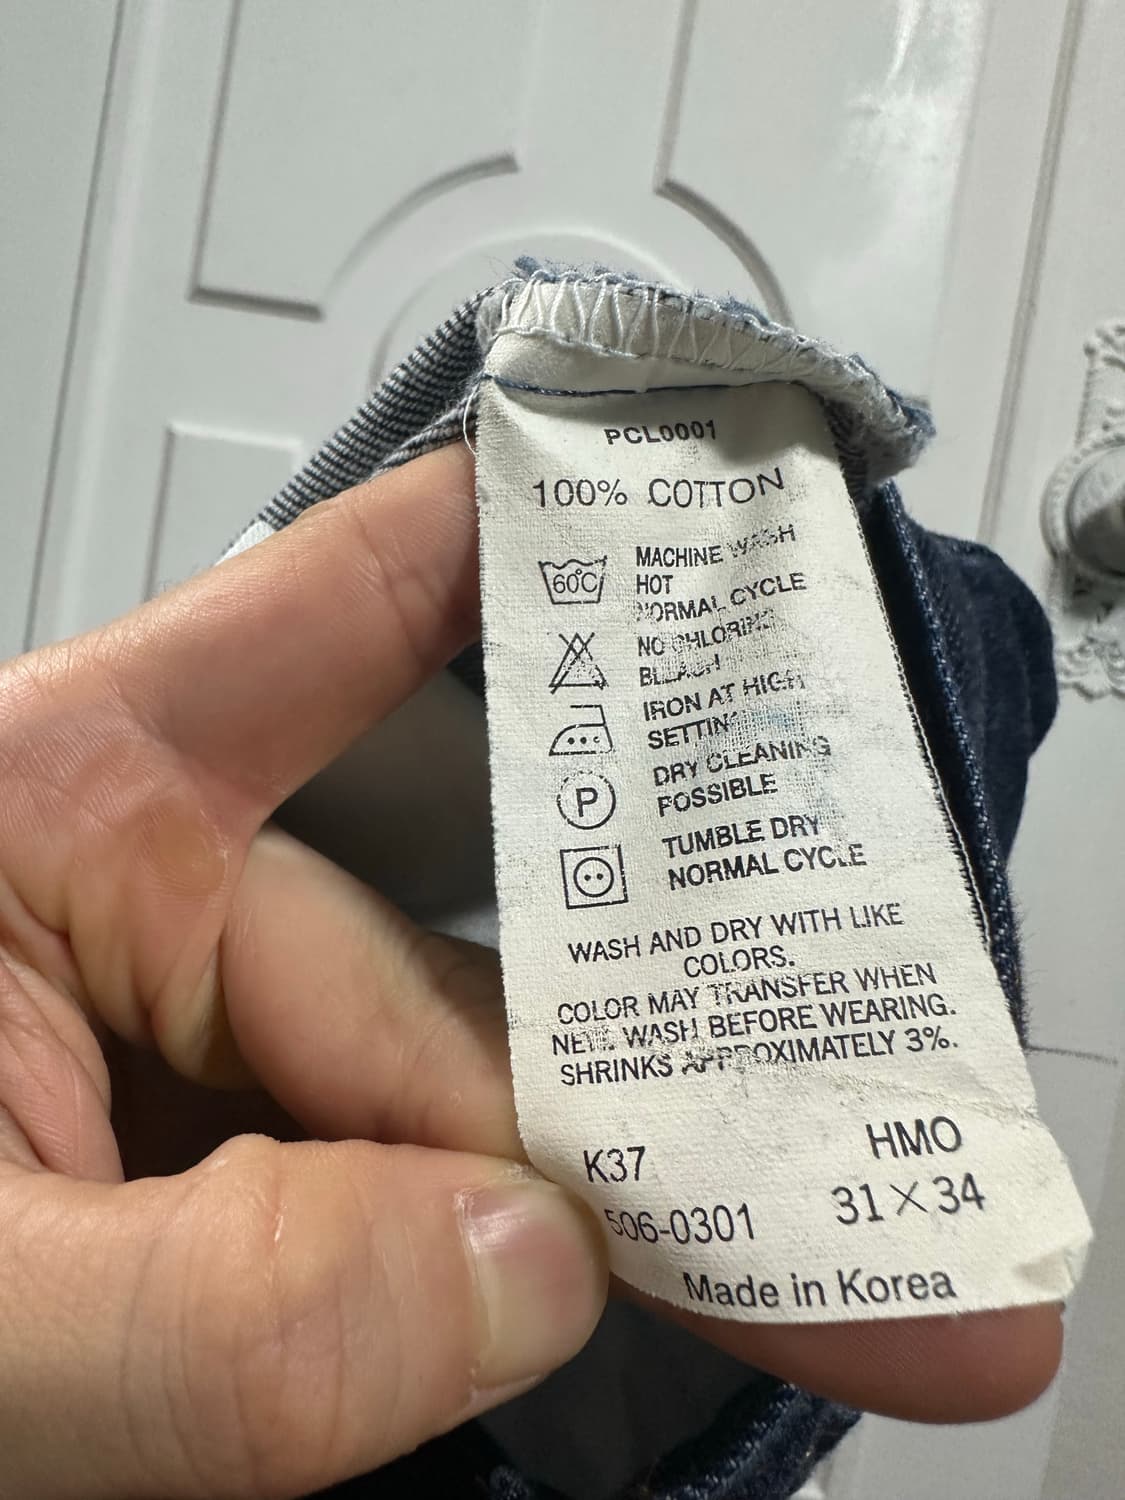 PCL0001
100% COTTON
60°C
MACHINE WASH
HOT
NORMAL CYCLE
NO CHLORINE
BLEACH
IRON AT HIGH
SETTING
P
DRY CLEANING
POSSIBLE
TUMBLE DRY
NORMAL CYCLE
WASH AND DRY WITH LIKE
COLORS.
COLOR MAY TRANSFER WHEN
WASH BEFORE WEARING.
SHRINKS APPROXIMATELY 3%.
K37
HMO
506-0301
31×34
Made in Korea